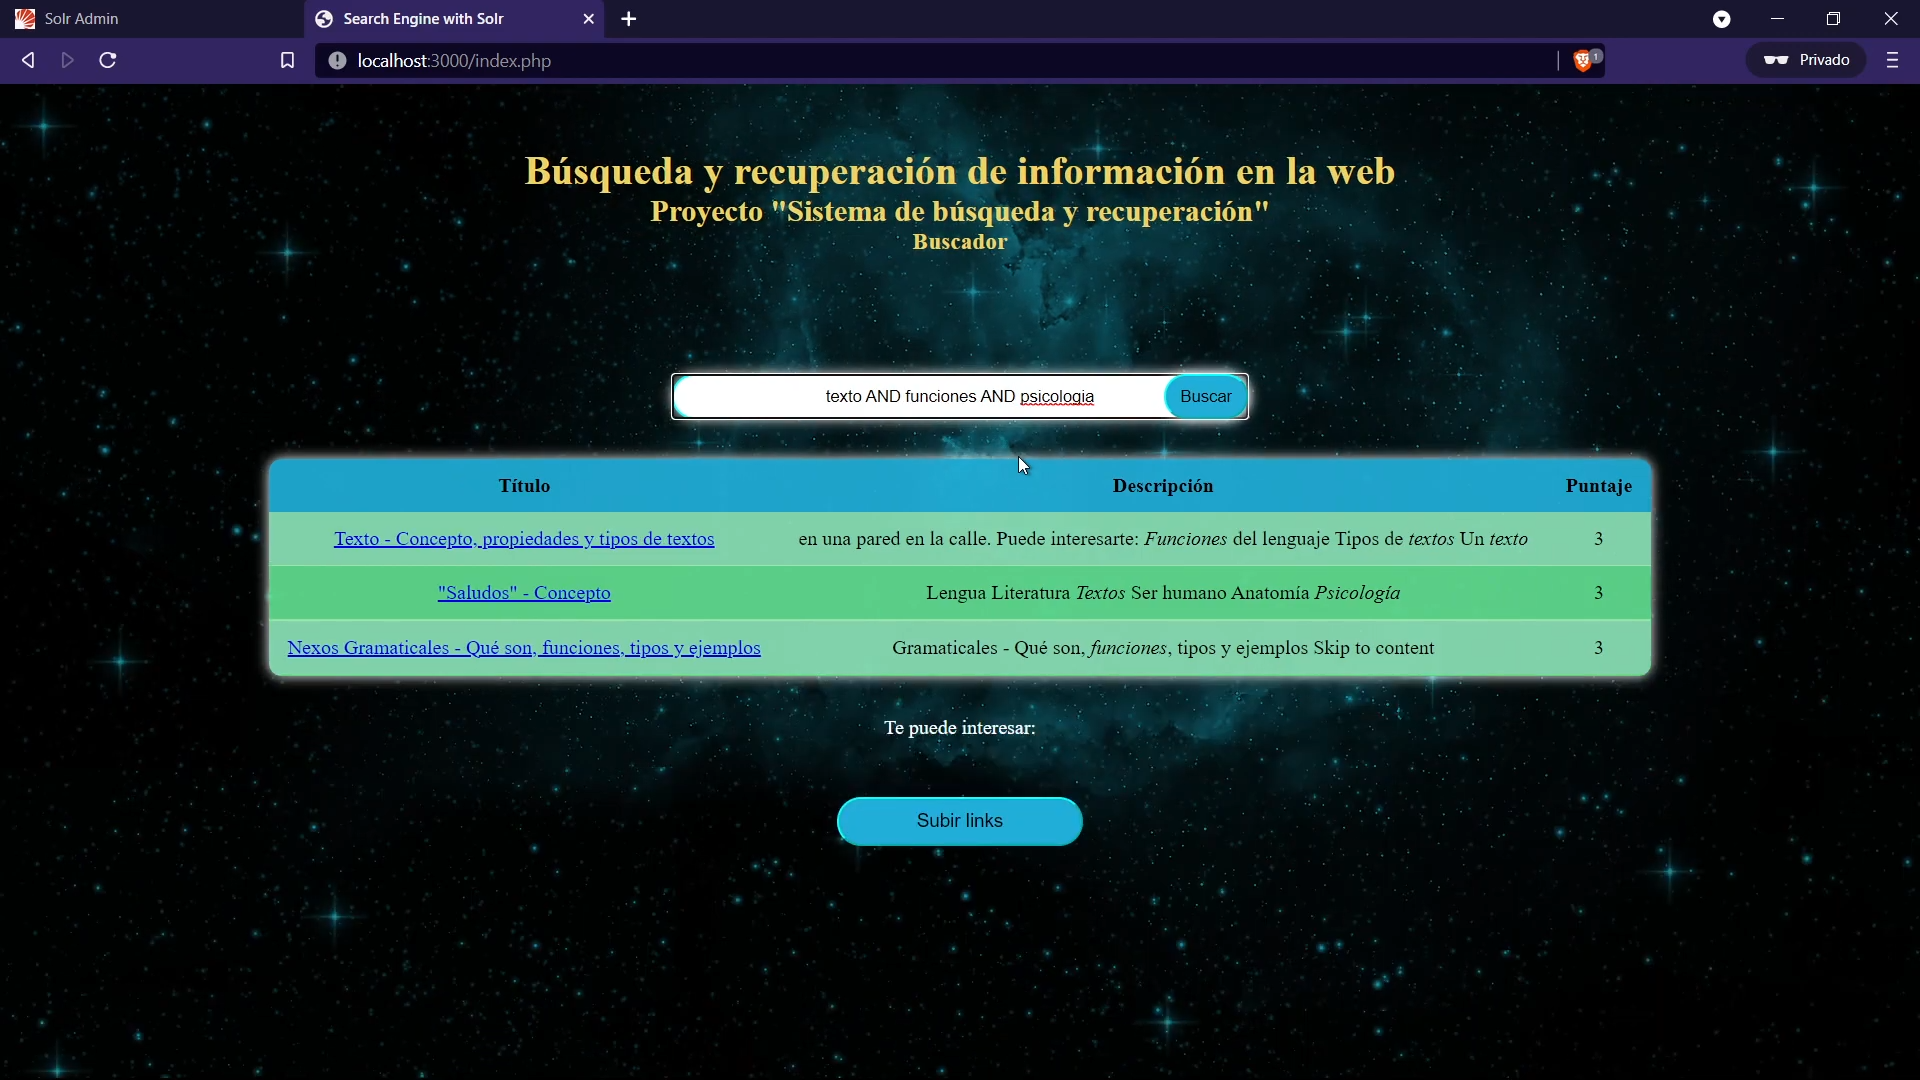 Solr Admin
Search Engine with Solr
localhost:3000/index.php
1
Privado
Búsqueda y recuperación de información en la web
Proyecto "Sistema de búsqueda y recuperación"
Buscador
texto AND funciones AND psicologia
Buscar
Título Descripción Puntaje
Texto - Concepto, propiedades y tipos de textos en una pared en la calle. Puede interesarte: Funciones del lenguaje Tipos de textos Un texto 3
"Saludos" - Concepto Lengua Literatura Textos Ser humano Anatomía Psicología 3
Nexos Gramaticales - Qué son, funciones, tipos y ejemplos Gramaticales - Qué son, funciones, tipos y ejemplos Skip to content 3
Te puede interesar:
Subir links